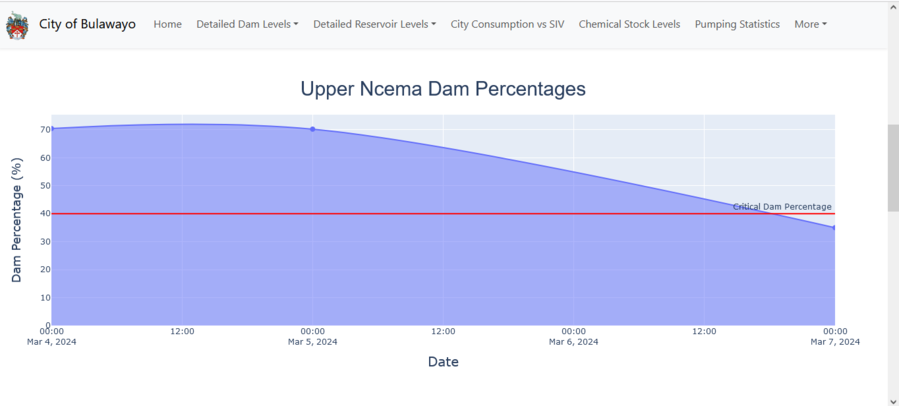 City of Bulawayo Home Detailed Dam Levels Detailed Reservoir Levels City Consumption vs SIV Chemical Stock Levels Pumping Statistics More
Upper Ncema Dam Percentages
Dam Percentage (%)
70
60
50
Critical Dam Percentage
40
30
20
10
0
00:00 12:00 00:00 12:00 00:00 12:00 00:00
Mar 4, 2024 Mar 5, 2024 Mar 6, 2024 Mar 7, 2024
Date